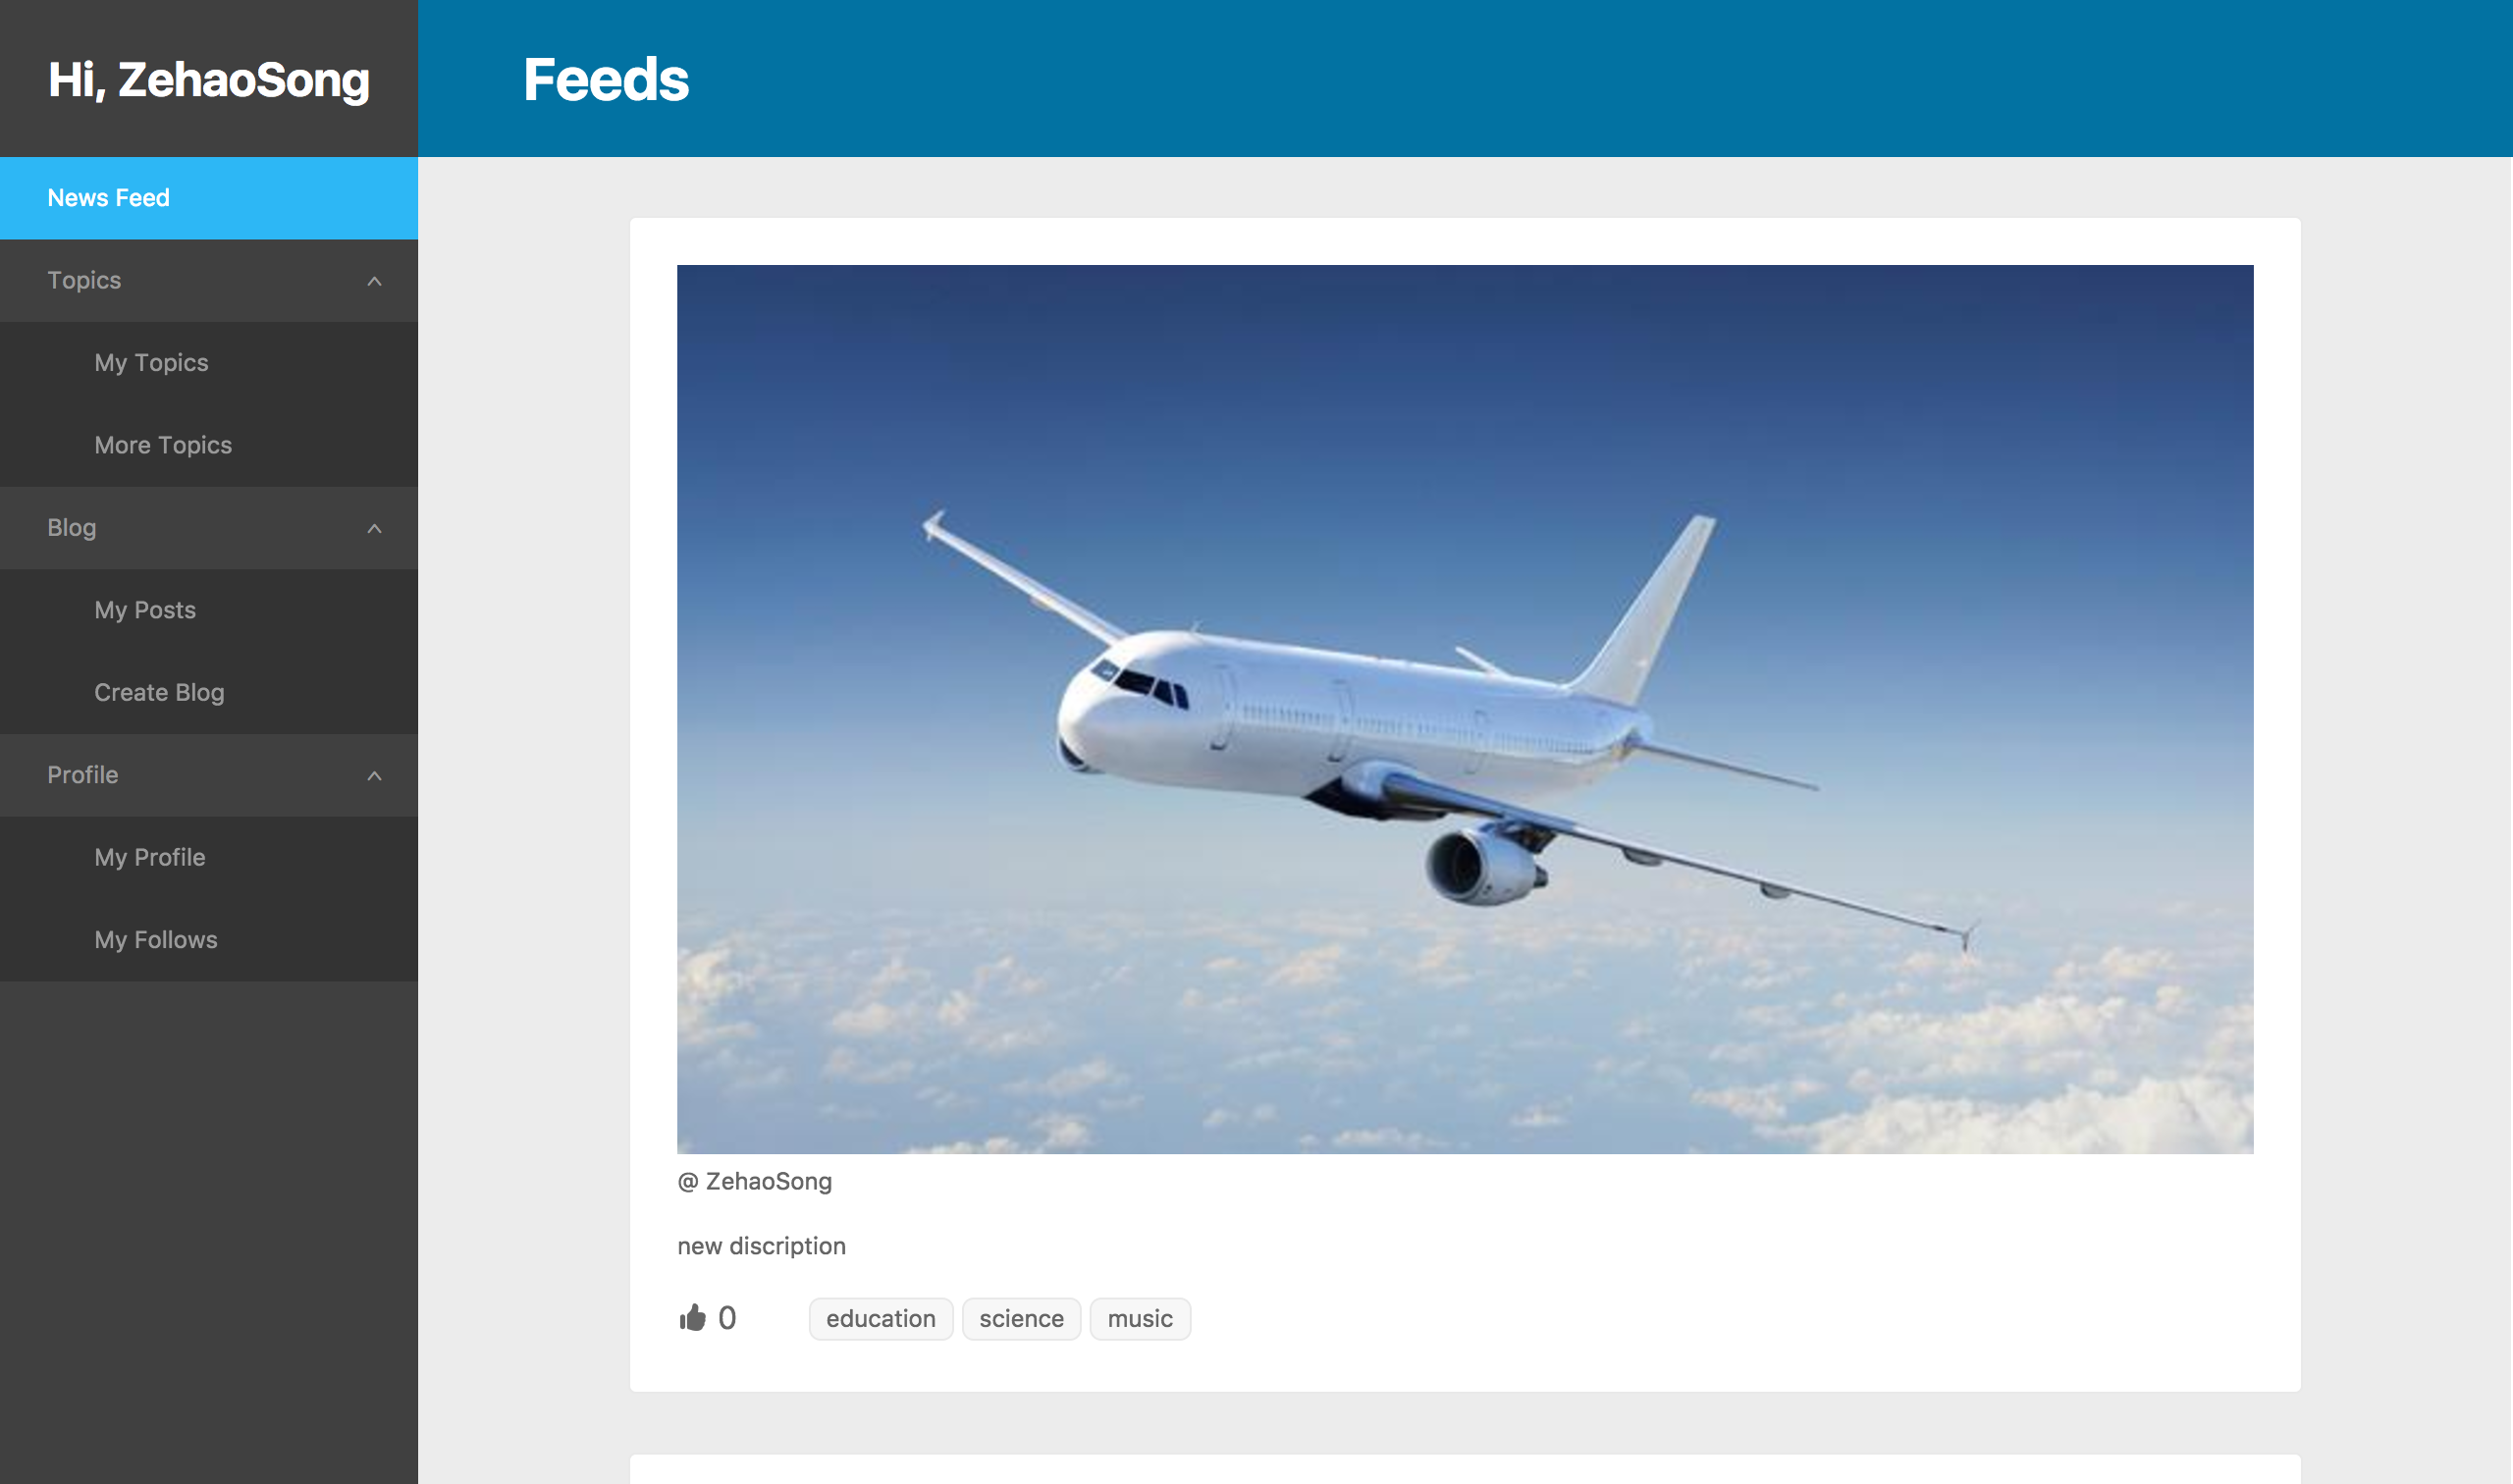 Hi, ZehaoSong
Feeds
News Feed
Topics
My Topics
More Topics
Blog
My Posts
Create Blog
Profile
My Profile
My Follows
@ ZehaoSong
new discription
0
education science music